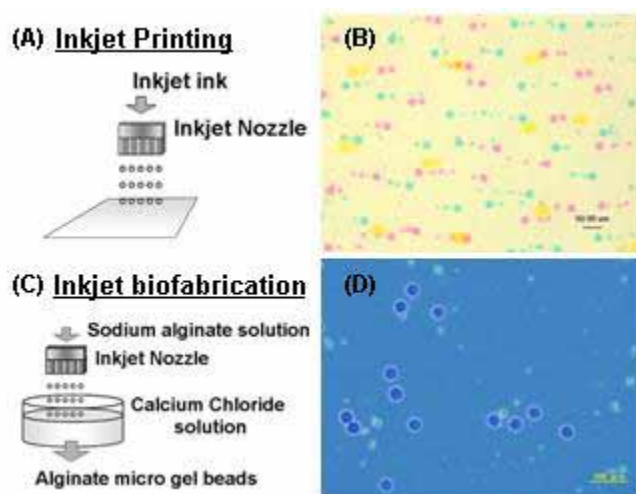 (A) Inkjet Printing
Inkjet ink
Inkjet Nozzle
(B)
(C) Inkjet biofabrication
Sodium alginate solution
Inkjet Nozzle
Calcium Chloride
solution
Alginate micro gel beads
(D)